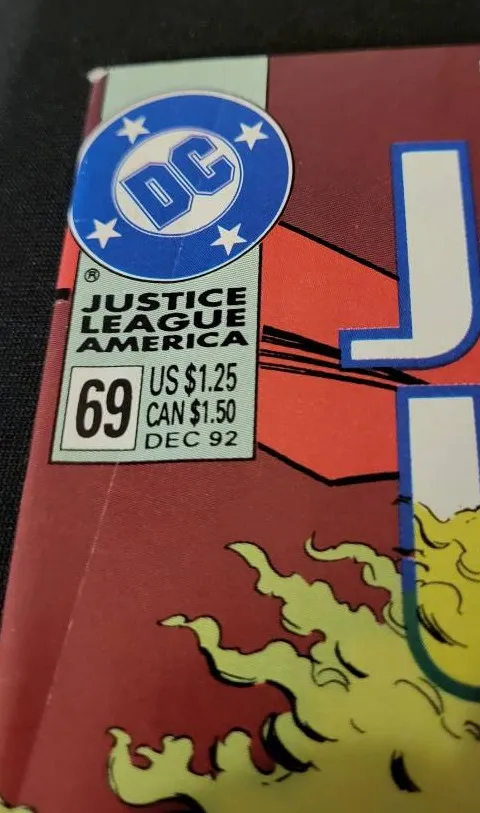 DC
®
JUSTICE
LEAGUE
AMERICA
69
US $1.25
CAN $1.50
DEC 92
J